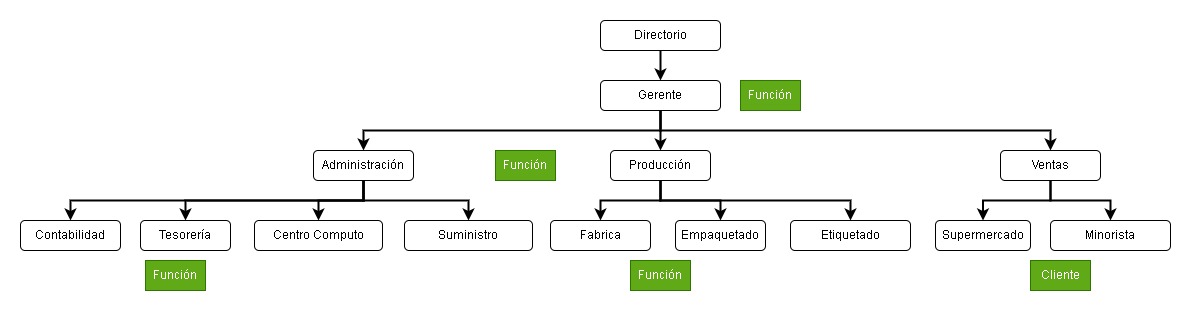 Directorio
Gerente
Función
Administración
Función
Producción
Ventas
Contabilidad
Tesorería
Centro Computo
Suministro
Fabrica
Empaquetado
Etiquetado
Supermercado
Minorista
Función
Función
Cliente